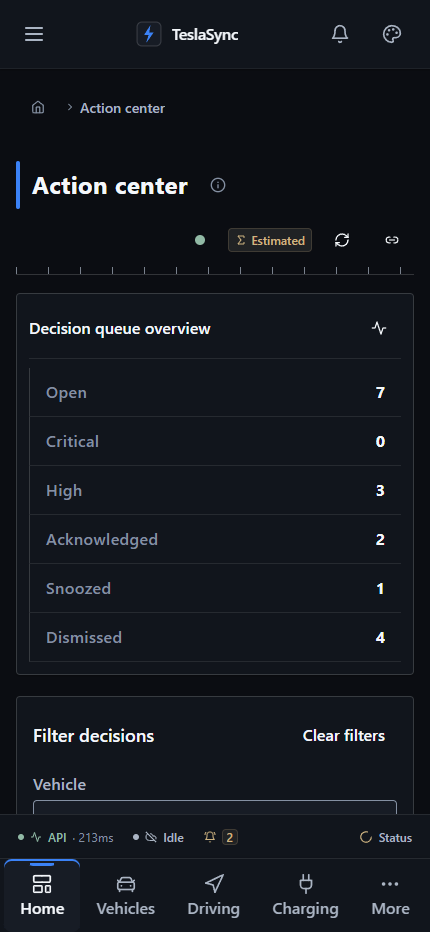 TeslaSync
Action center
Action center
Estimated
Decision queue overview
Open 7
Critical 0
High 3
Acknowledged 2
Snoozed 1
Dismissed 4
Filter decisions Clear filters
Vehicle
API · 213ms Idle 2 Status
Home Vehicles Driving Charging More